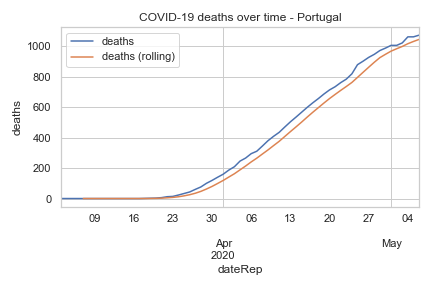 COVID-19 deaths over time - Portugal
deaths
deaths (rolling)
deaths
1000
800
600
400
200
0
09 16 23 30 06 13 20 27 04
Apr May
2020
dateRep